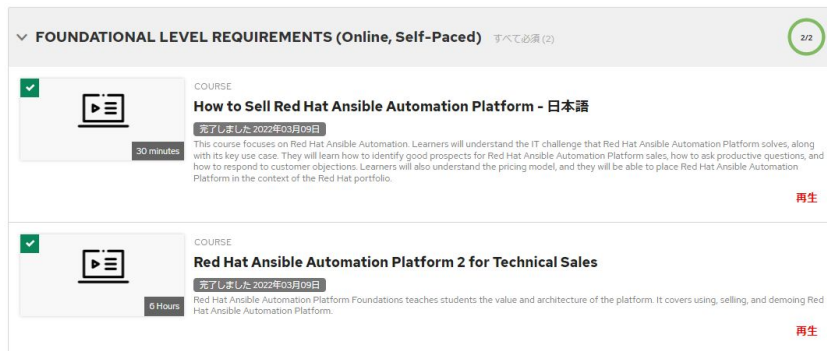 FOUNDATIONAL LEVEL REQUIREMENTS (Online, Self-Paced) すべて必須 (2)
2/2
COURSE
How to Sell Red Hat Ansible Automation Platform - 日本語
完了しました 2022年03月09日
30 minutes
This course focuses on Red Hat Ansible Automation. Learners will understand the IT challenge that Red Hat Ansible Automation Platform solves, along
with its key use case. They will learn how to identify good prospects for Red Hat Ansible Automation Platform sales, how to ask productive questions, and
how to respond to customer objections. Learners will also understand the pricing model, and they will be able to place Red Hat Ansible Automation
Platform in the context of the Red Hat portfolio.
再生
COURSE
Red Hat Ansible Automation Platform 2 for Technical Sales
完了しました 2022年03月09日
6 Hours
Red Hat Ansible Automation Platform Foundations teaches students the value and architecture of the platform. It covers using, selling, and demoing Red
Hat Ansible Automation Platform.
再生